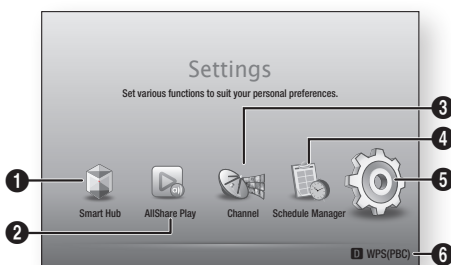 Settings
Set various functions to suit your personal preferences.
3
4
1
5
Smart Hub AllShare Play Channel Schedule Manager
2
D WPS(PBC) 6